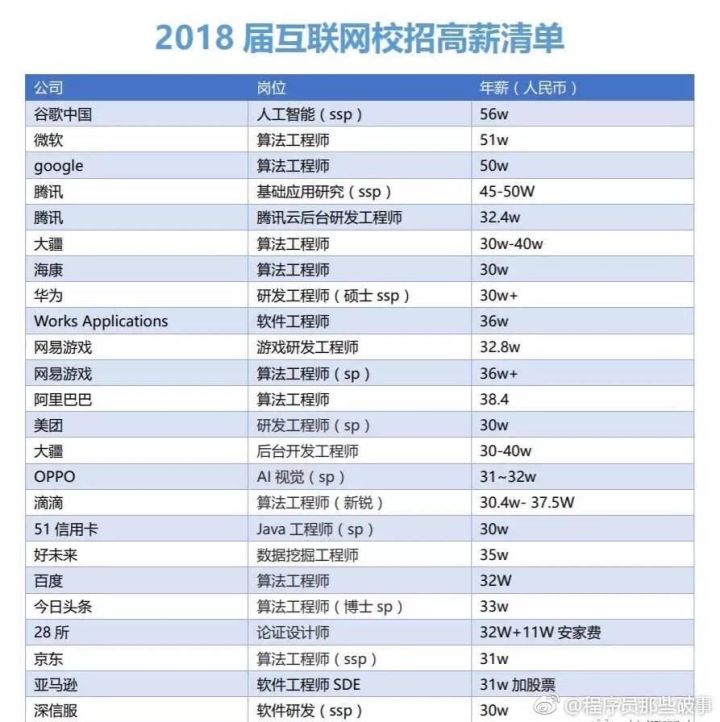 2018 届互联网校招高薪清单
公司 岗位 年薪（人民币）
谷歌中国 人工智能（ssp） 56w
微软 算法工程师 51w
google 算法工程师 50w
腾讯 基础应用研究（ssp） 45-50W
腾讯 腾讯云后台研发工程师 32.4w
大疆 算法工程师 30w-40w
海康 算法工程师 30w
华为 研发工程师（硕士 ssp） 30w+
Works Applications 软件工程师 36w
网易游戏 游戏研发工程师 32.8w
网易游戏 算法工程师（sp） 36w+
阿里巴巴 算法工程师 38.4
美团 研发工程师（sp） 30w
大疆 后台开发工程师 30-40w
OPPO AI 视觉（sp） 31~32w
滴滴 算法工程师（新锐） 30.4w- 37.5W
51 信用卡 Java 工程师（sp） 30w
好未来 数据挖掘工程师 35w
百度 算法工程师 32W
今日头条 算法工程师（博士 sp） 33w
28 所 论证设计师 32W+11W 安家费
京东 算法工程师（ssp） 31w
亚马逊 软件工程师 SDE 31w 加股票
深信服 软件研发（ssp） 30w
@程序员那些破事